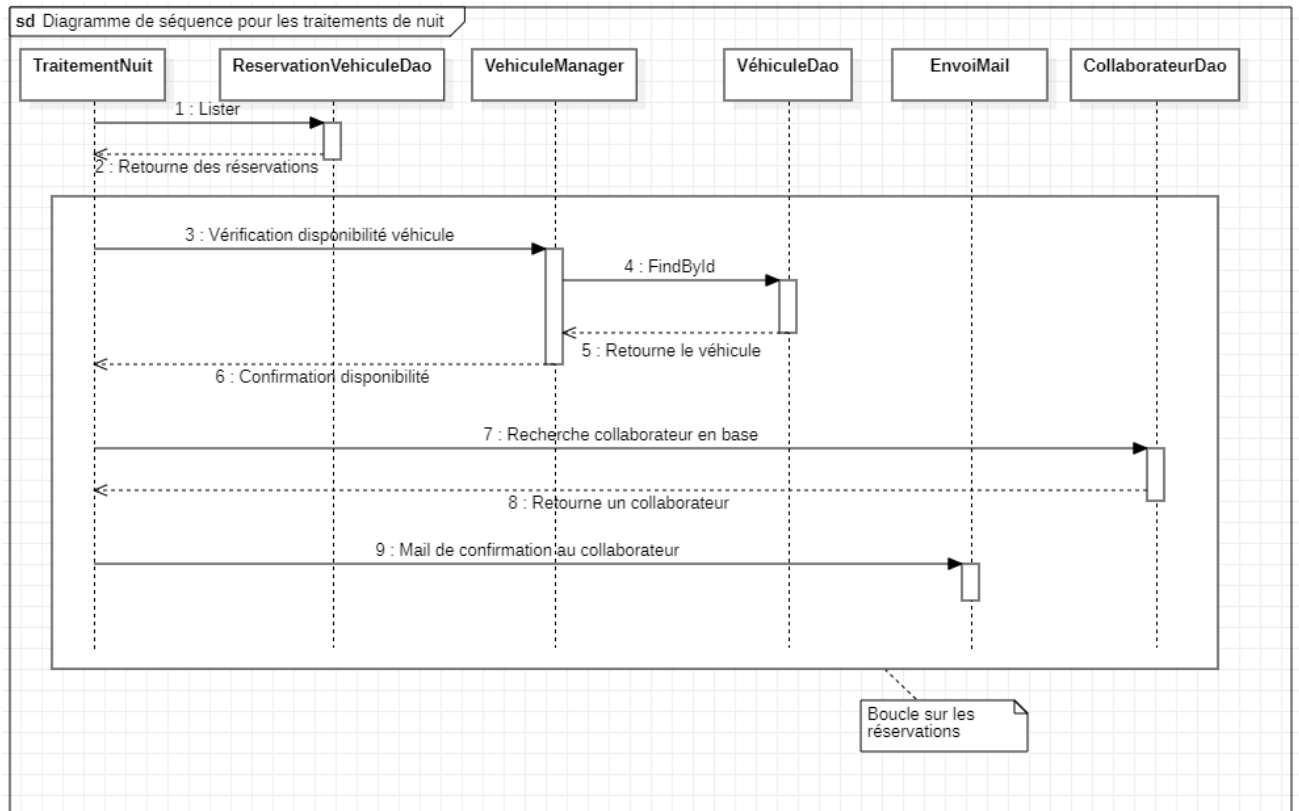 sd Diagramme de séquence pour les traitements de nuit
TraitementNuit
ReservationVehiculeDao
VehiculeManager
VéhiculeDao
EnvoiMail
CollaborateurDao
1 : Lister
2 : Retourne des réservations
3 : Vérification disponibilité véhicule
4 : FindById
5 : Retourne le véhicule
6 : Confirmation disponibilité
7 : Recherche collaborateur en base
8 : Retourne un collaborateur
9 : Mail de confirmation au collaborateur
Boucle sur les
réservations